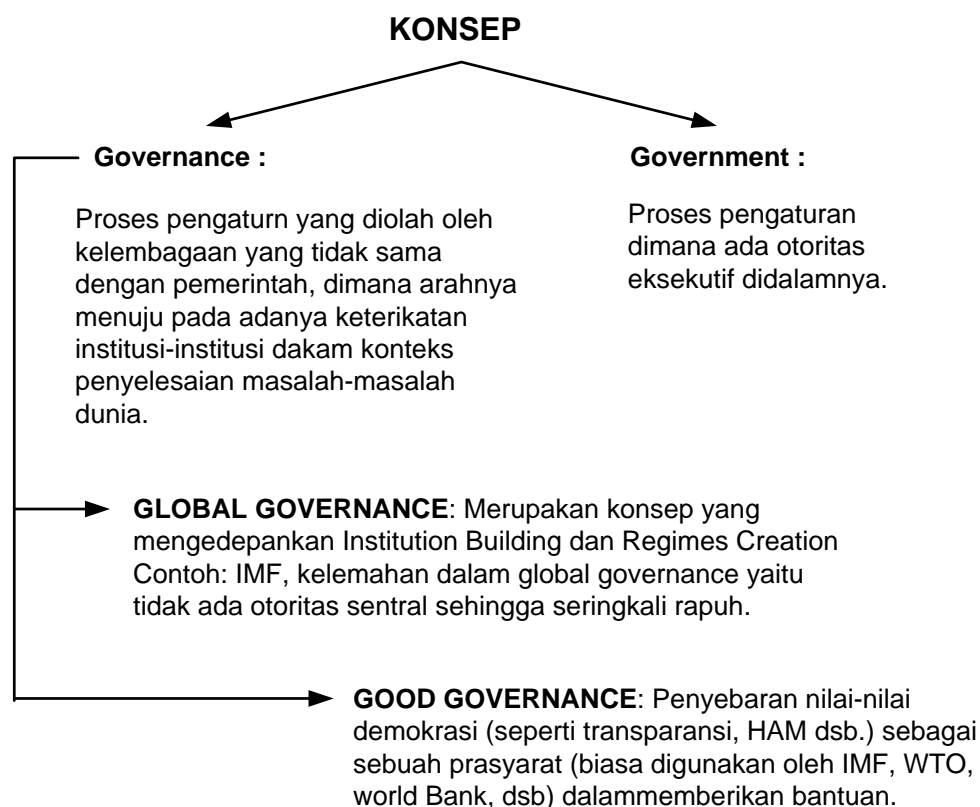 KONSEP
Governance :
Proses pengaturn yang diolah oleh
kelembagaan yang tidak sama
dengan pemerintah, dimana arahnya
menuju pada adanya keterikatan
institusi-institusi dakam konteks
penyelesaian masalah-masalah
dunia.
Government :
Proses pengaturan
dimana ada otoritas
eksekutif didalamnya.
GLOBAL GOVERNANCE: Merupakan konsep yang
mengedepankan Institution Building dan Regimes Creation
Contoh: IMF, kelemahan dalam global governance yaitu
tidak ada otoritas sentral sehingga seringkali rapuh.
GOOD GOVERNANCE: Penyebaran nilai-nilai
demokrasi (seperti transparansi, HAM dsb.) sebagai
sebuah prasyarat (biasa digunakan oleh IMF, WTO,
world Bank, dsb) dalammemberikan bantuan.